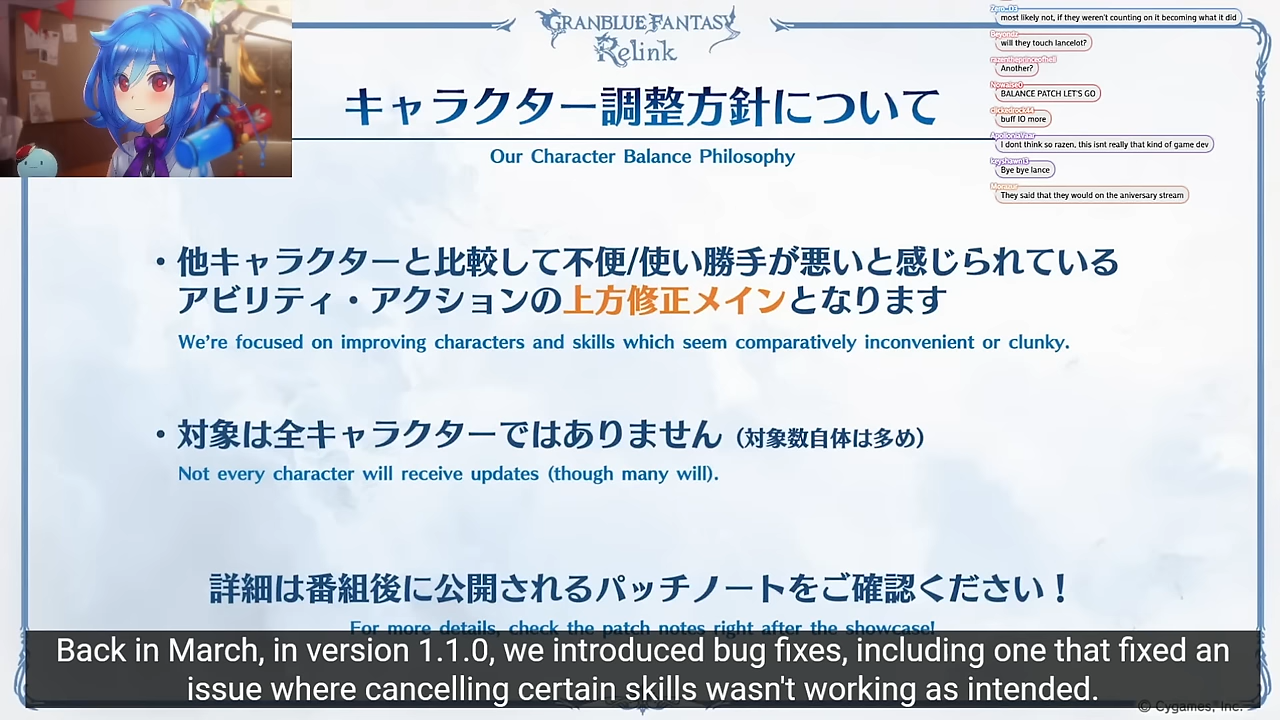 GRANBLUE FANTASY
Relink
キャラクター調整方針について
Our Character Balance Philosophy
・他キャラクターと比較して不便/使い勝手が悪いと感じられている
アビリティ・アクションの上方修正メインとなります
We're focused on improving characters and skills which seem comparatively inconvenient or clunky.
・対象は全キャラクターではありません（対象数自体は多め）
Not every character will receive updates (though many will).
詳細は番組後に公開されるパッチノートをご確認ください！
For more details, check the patch notes right after the showcase!
Back in March, in version 1.1.0, we introduced bug fixes, including one that fixed an
issue where cancelling certain skills wasn't working as intended.
© Cygames, Inc.
most likely not, if they weren't counting on it becoming what it did
will they touch lancelot?
Another?
BALANCE PATCH LET'S GO
buff IO more
I dont think so razen, this isnt really that kind of game dev
Bye bye lance
They said that they would on the aniversary stream